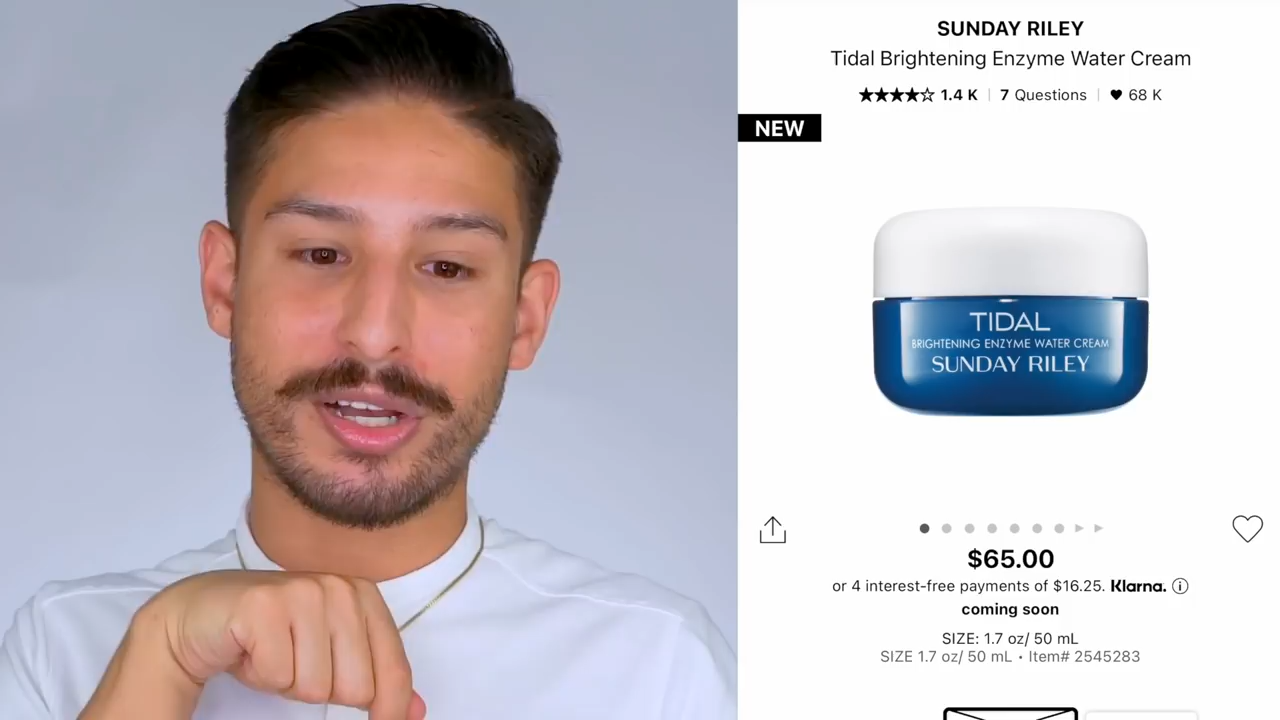 SUNDAY RILEY
Tidal Brightening Enzyme Water Cream
★★★★☆ 1.4 K | 7 Questions | ♥ 68 K
NEW
TIDAL
BRIGHTENING ENZYME WATER CREAM
SUNDAY RILEY
$65.00
or 4 interest-free payments of $16.25. Klarna. ⓘ
coming soon
SIZE: 1.7 oz/ 50 mL
SIZE 1.7 oz/ 50 mL • Item# 2545283